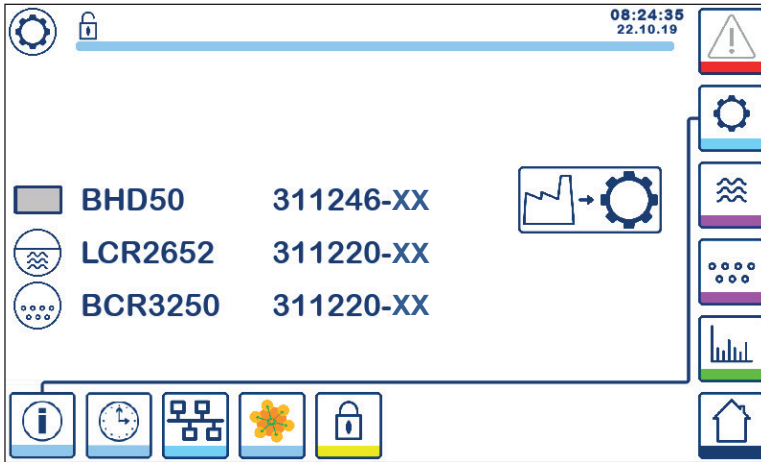 08:24:35
22.10.19
BHD50 311246-XX
LCR2652 311220-XX
BCR3250 311220-XX